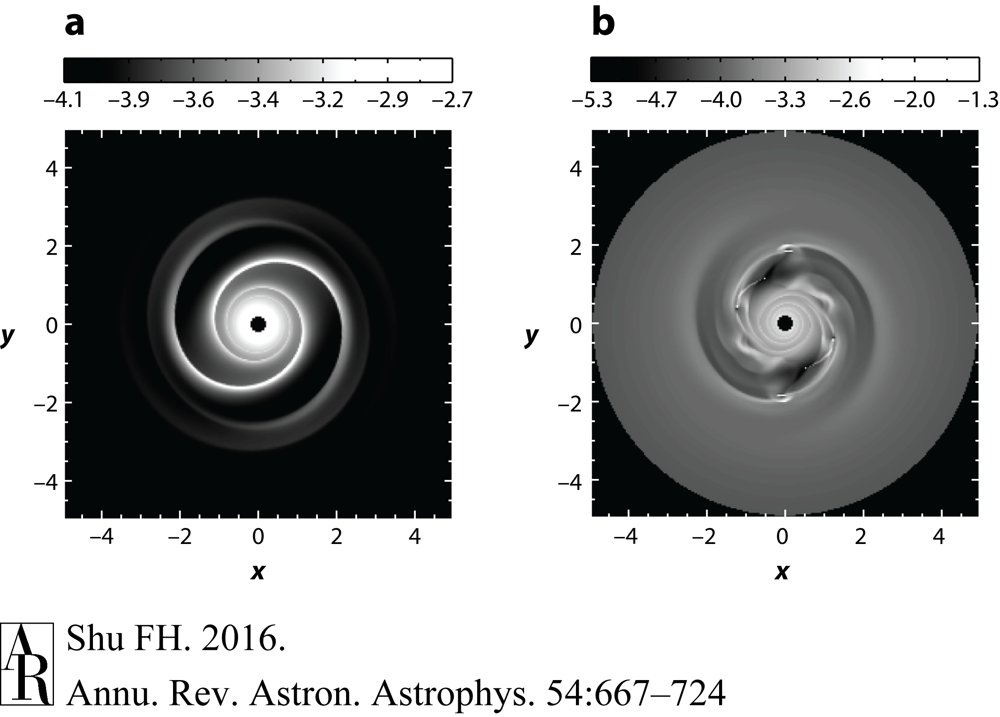 a
b
−4.1 −3.9 −3.6 −3.4 −3.2 −2.9 −2.7
−5.3 −4.7 −4.0 −3.3 −2.6 −2.0 −1.3
4
2
0
−2
−4
y
−4 −2 0 2 4
x
4
2
0
−2
−4
y
−4 −2 0 2 4
x
AR
Shu FH. 2016.
Annu. Rev. Astron. Astrophys. 54:667–724